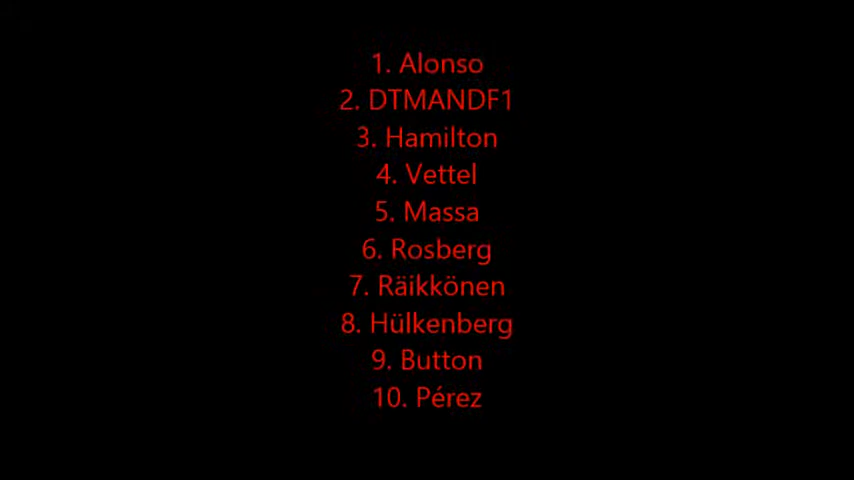 1. Alonso
2. DTMANDF1
3. Hamilton
4. Vettel
5. Massa
6. Rosberg
7. Räikkönen
8. Hülkenberg
9. Button
10. Pérez